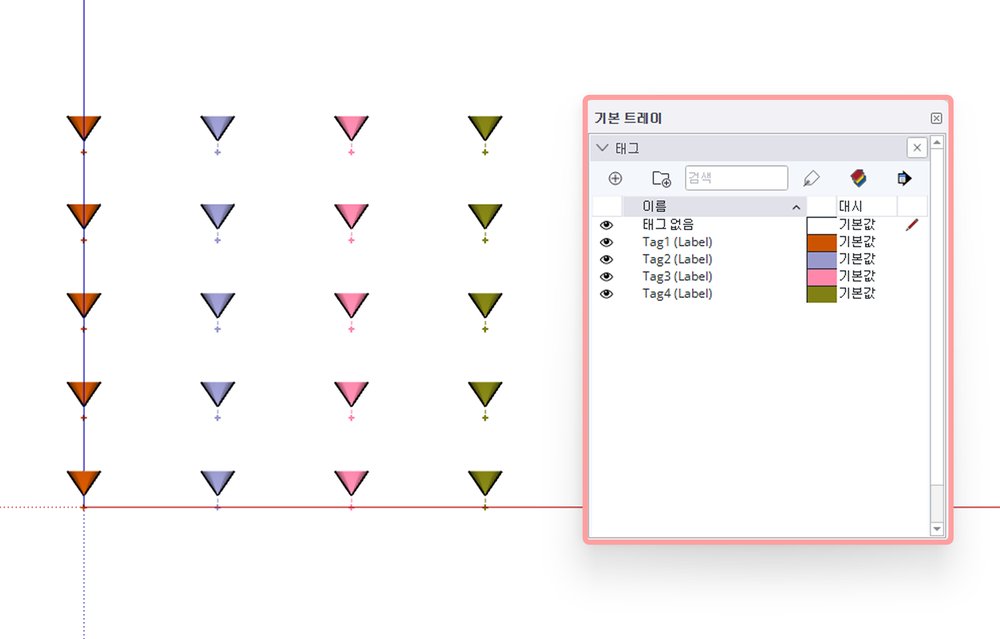 기본 트레이
태그
검색
이름 대시
태그 없음 기본값
Tag1 (Label) 기본값
Tag2 (Label) 기본값
Tag3 (Label) 기본값
Tag4 (Label) 기본값